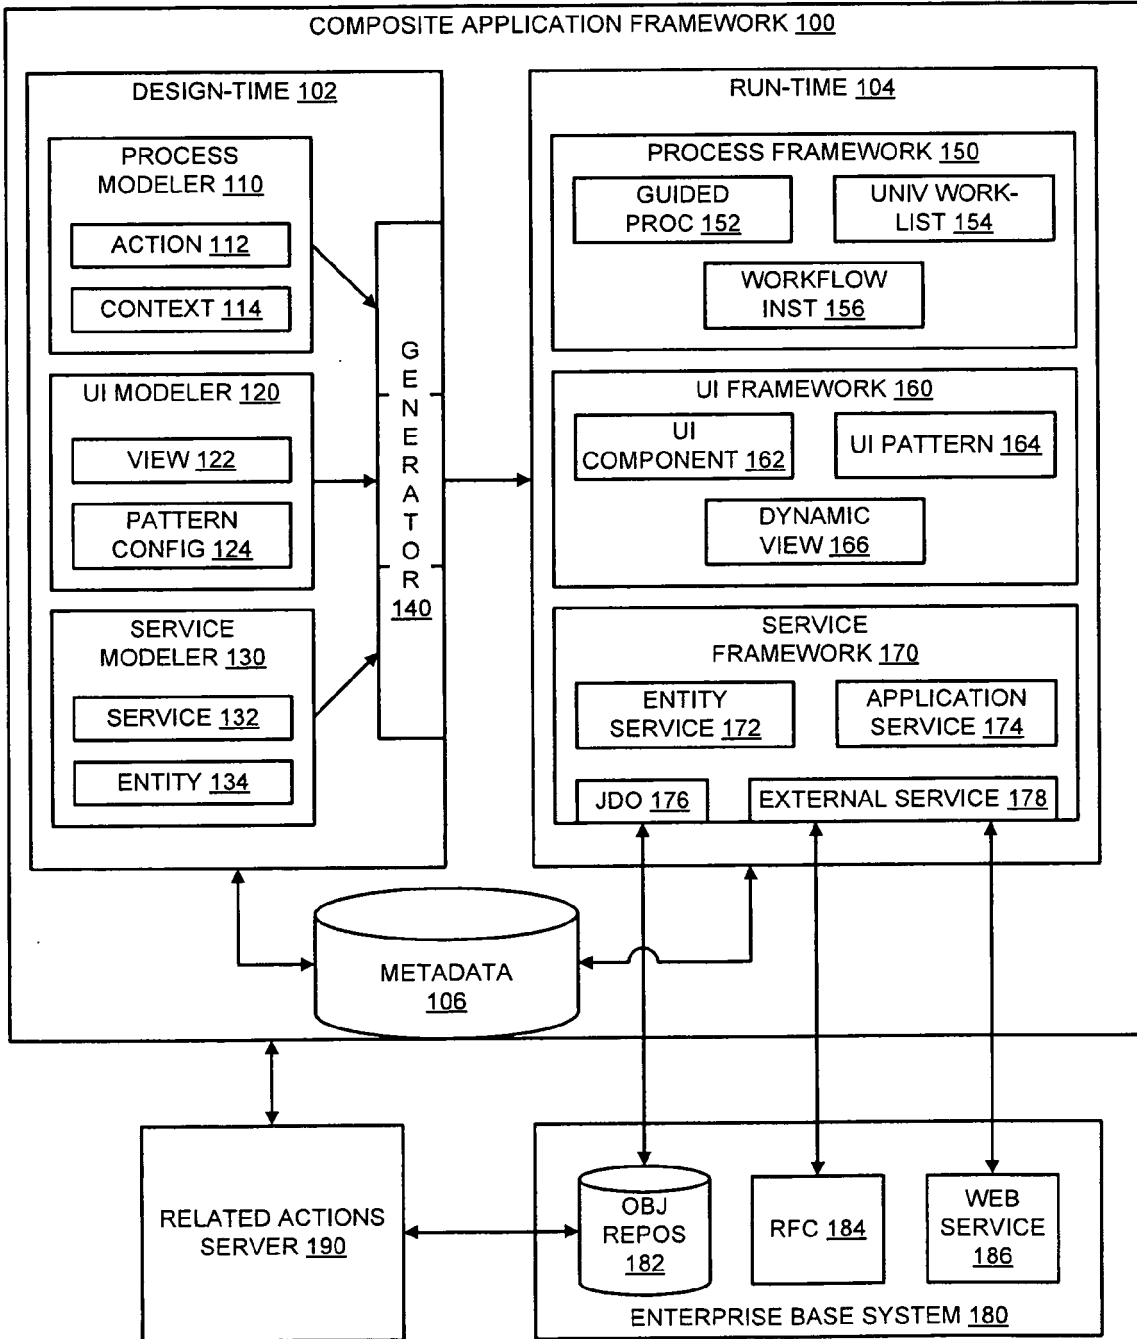 COMPOSITE APPLICATION FRAMEWORK 100
DESIGN-TIME 102
PROCESS
MODELER 110
ACTION 112
CONTEXT 114
UI MODELER 120
VIEW 122
PATTERN
CONFIG 124
SERVICE
MODELER 130
SERVICE 132
ENTITY 134
GENERATOR
140
RUN-TIME 104
PROCESS FRAMEWORK 150
GUIDED
PROC 152
UNIV WORK-
LIST 154
WORKFLOW
INST 156
UI FRAMEWORK 160
UI
COMPONENT 162
UI PATTERN 164
DYNAMIC
VIEW 166
SERVICE
FRAMEWORK 170
ENTITY
SERVICE 172
APPLICATION
SERVICE 174
JDO 176
EXTERNAL SERVICE 178
METADATA
106
RELATED ACTIONS
SERVER 190
OBJ
REPOS
182
RFC 184
WEB
SERVICE
186
ENTERPRISE BASE SYSTEM 180